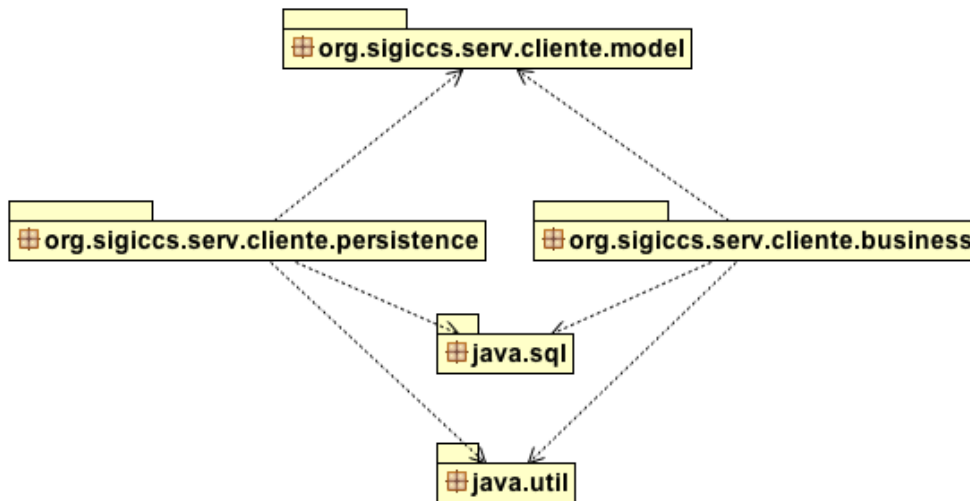 org.sigiccs.serv.cliente.model
org.sigiccs.serv.cliente.persistence
org.sigiccs.serv.cliente.business
java.sql
java.util